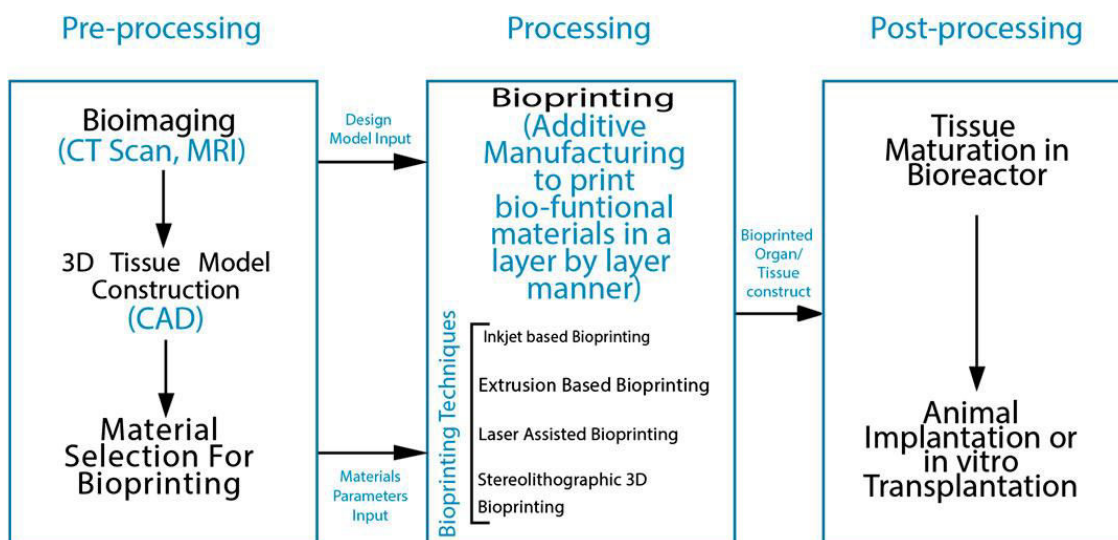 Pre-processing
Processing
Post-processing
Bioimaging
(CT Scan, MRI)
3D Tissue Model
Construction
(CAD)
Material
Selection For
Bioprinting
Design
Model Input
Materials
Parameters
Input
Bioprinting
(Additive
Manufacturing
to print
bio-funtional
materials in a
layer by layer
manner)
Bioprinting Techniques
Inkjet based Bioprinting
Extrusion Based Bioprinting
Laser Assisted Bioprinting
Stereolithographic 3D
Bioprinting
Bioprinted
Organ/
Tissue
construct
Tissue
Maturation in
Bioreactor
Animal
Implantation or
in vitro
Transplantation